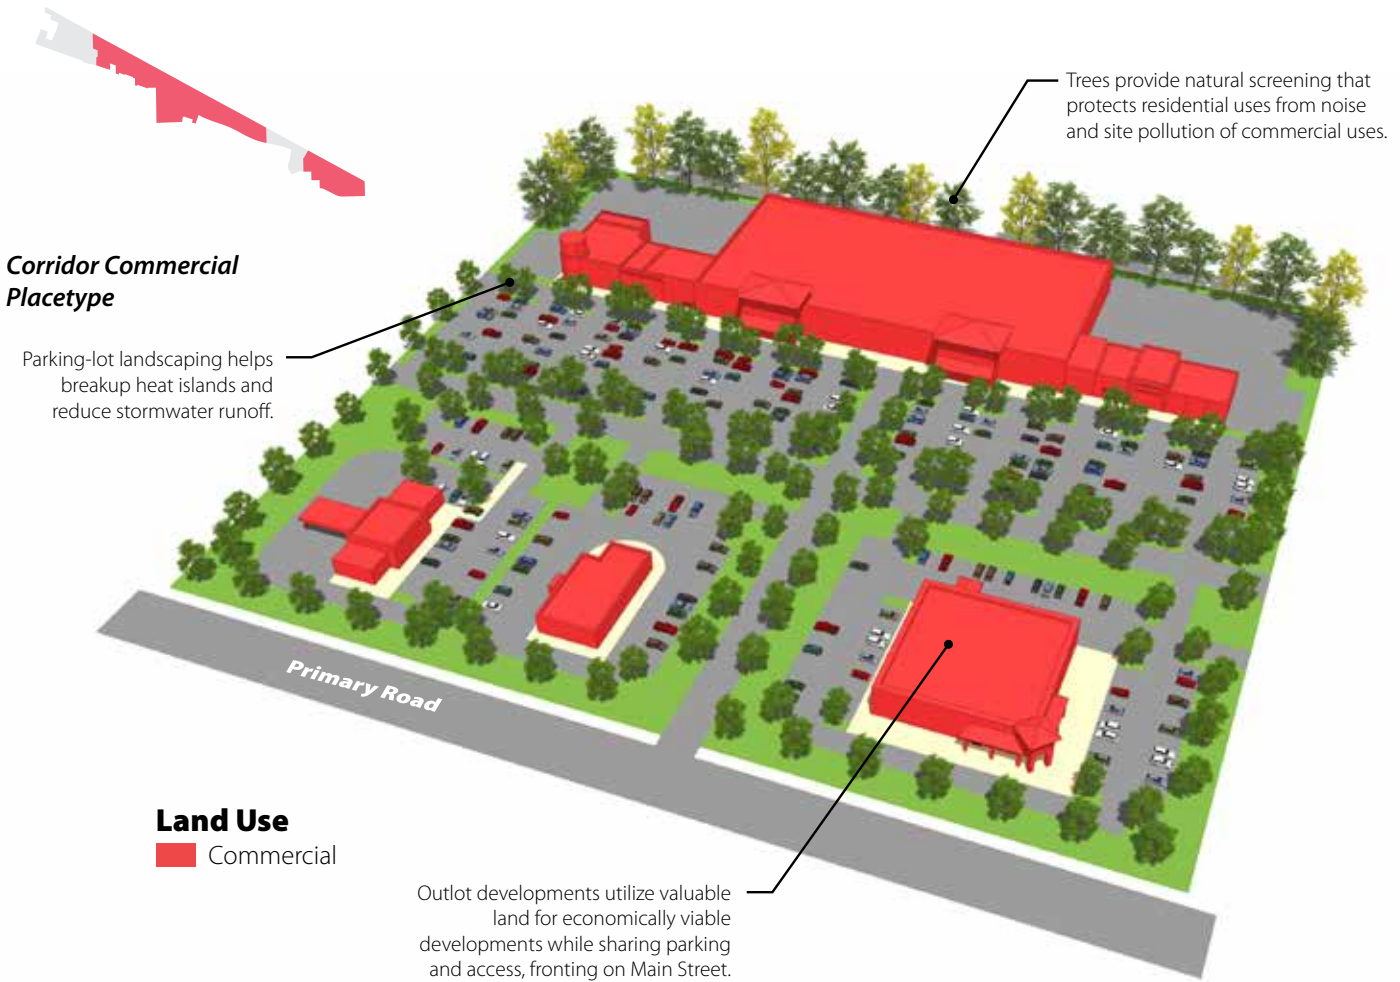 Trees provide natural screening that
protects residential uses from noise
and site pollution of commercial uses.
Corridor Commercial
Placetype
Parking-lot landscaping helps
breakup heat islands and
reduce stormwater runoff.
Primary Road
Land Use
Commercial
Outlot developments utilize valuable
land for economically viable
developments while sharing parking
and access, fronting on Main Street.